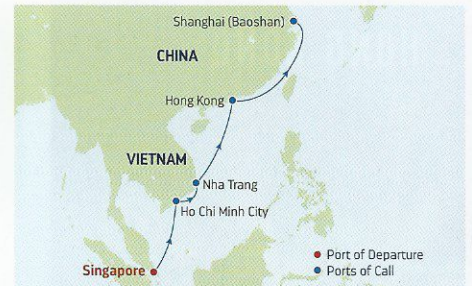 Shanghai (Baoshan)
CHINA
Hong Kong
VIETNAM
Nha Trang
Ho Chi Minh City
Port of Departure
Singapore
Ports of Call